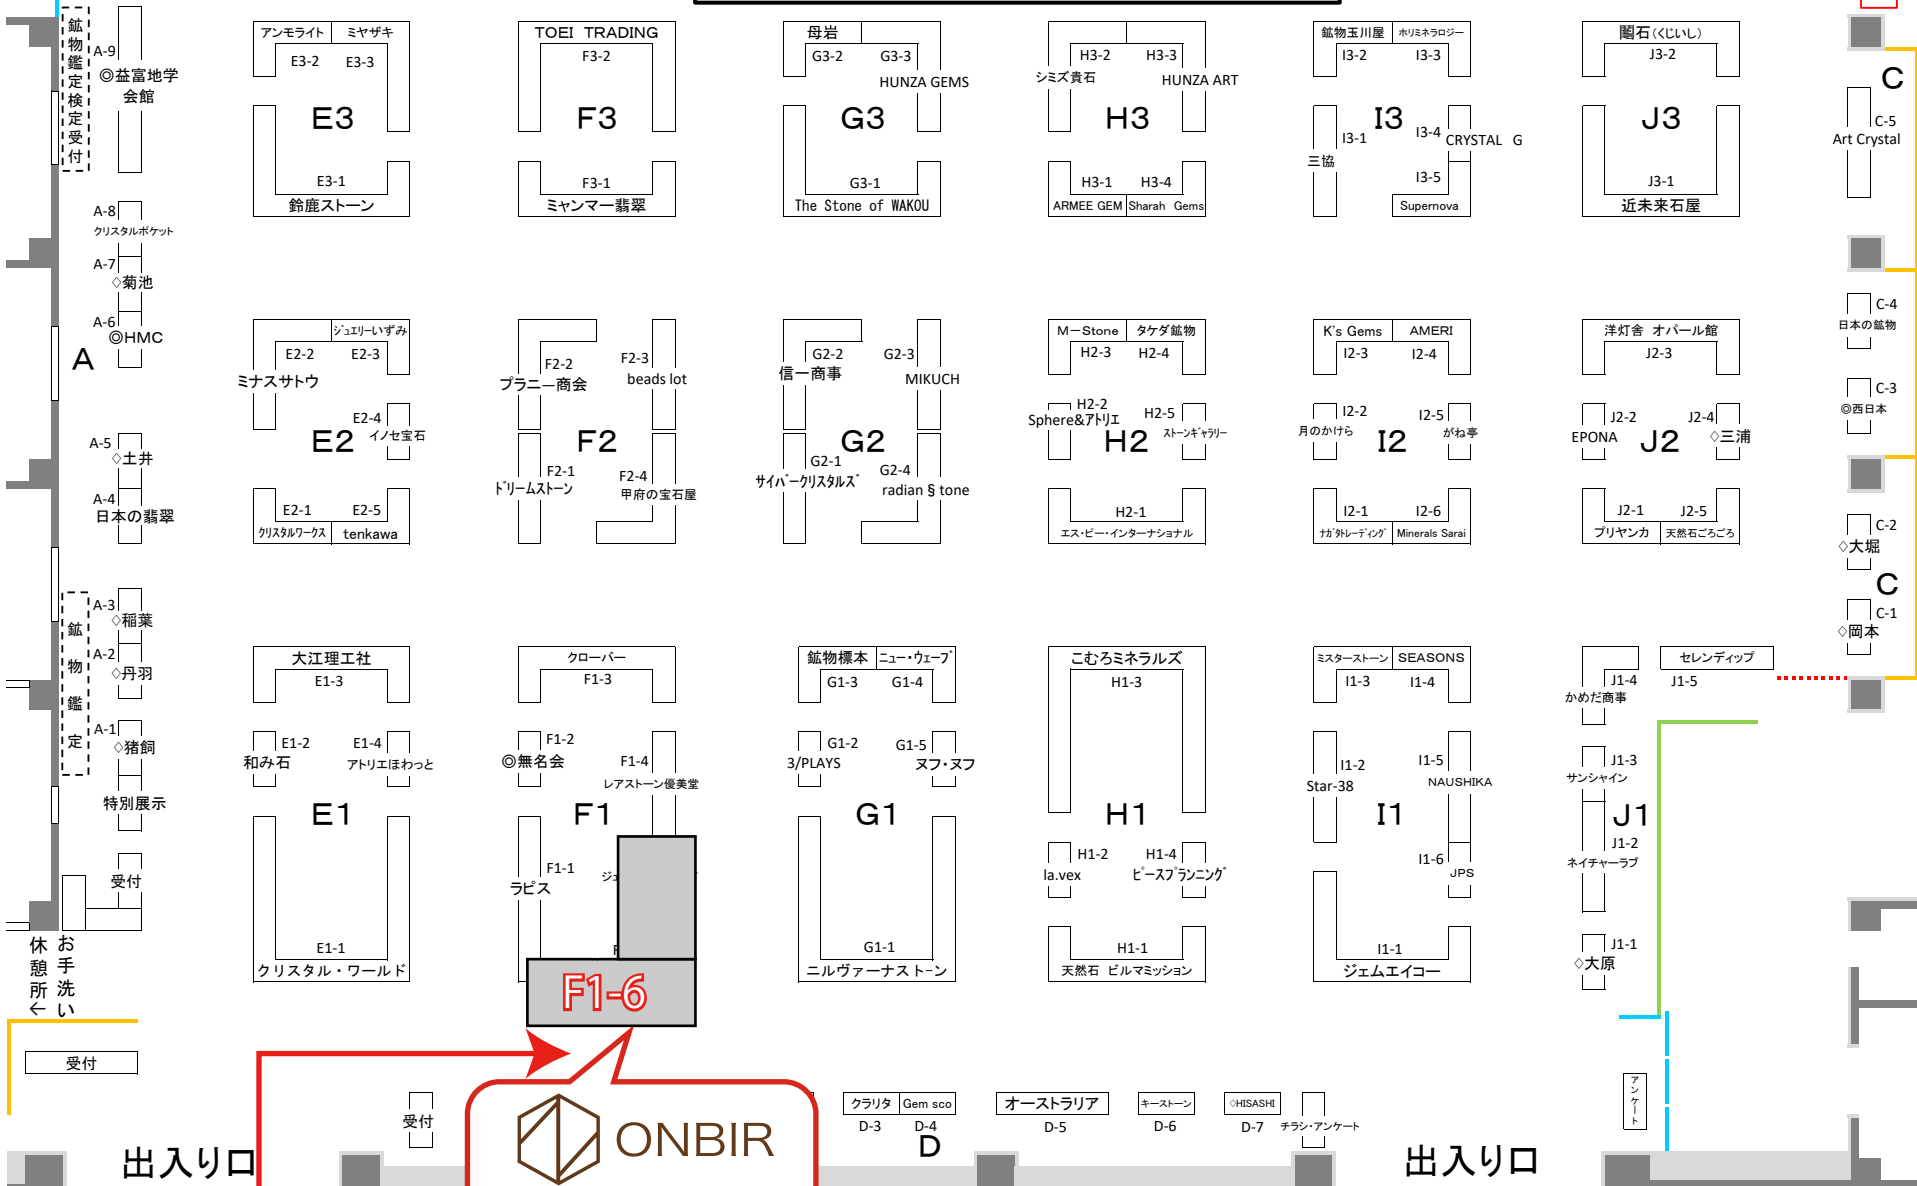 鉱物鑑定検定受付
A-9
◎益富地学
会館
A-8
クリスタルポケット
A-7
◇菊池
A-6
◎HMC
A
A-5
◇土井
A-4
日本の翡翠
鉱物鑑定
A-3
◇稲葉
A-2
◇丹羽
A-1
◇猪飼
特別展示
受付
お手洗い
休憩所←
受付
出入り口
アンモライト ミヤザキ
E3-2 E3-3
E3
E3-1
鈴鹿ストーン
TOEI TRADING
F3-2
F3
F3-1
ミャンマー翡翠
母岩
G3-2 G3-3
HUNZA GEMS
G3
G3-1
The Stone of WAKOU
H3-2 H3-3
シミズ貴石 HUNZA ART
H3
H3-1 H3-4
ARMEE GEM Sharah Gems
鉱物玉川屋 ホリミネラロジー
I3-2 I3-3
I3
I3-1 I3-4
CRYSTAL G
三協
I3-5
Supernova
鬮石(くじいし)
J3-2
J3
J3-1
近未来石屋
C
C-5
Art Crystal
ジュエリーいずみ
E2-2 E2-3
ミナスサトウ
E2-4
イノセ宝石
E2
E2-1 E2-5
クリスタルワークス tenkawa
F2-2 F2-3
プラニー商会 beads lot
F2
F2-1 F2-4
ドリームストーン 甲府の宝石屋
G2-2 G2-3
信一商事 MIKUCH
G2
G2-1 G2-4
サイバークリスタルズ radian§tone
M－Stone タケダ鉱物
H2-3 H2-4
H2-2 H2-5
Sphere&アトリエ ストーンギャラリー
H2
H2-1
エス・ピー・インターナショナル
K's Gems AMERI
I2-3 I2-4
I2-2 I2-5
月のかけら がね亭
I2
I2-1 I2-6
ナガタトレーディング Minerals Sarai
洋灯舎 オパール館
J2-3
J2-2 J2-4
EPONA ◇三浦
J2
J2-1 J2-5
プリヤンカ 天然石ごろごろ
C-4
日本の鉱物
C-3
◎西日本
C-2
◇大堀
C
C-1
◇岡本
大江理工社
E1-3
E1-2 E1-4
和み石 アトリエほわっと
E1
E1-1
クリスタル・ワールド
クローバー
F1-3
F1-2
◎無名会
F1-4
レアストーン優美堂
F1
F1-1
ラピス
ジュ
F1-6
鉱物標本 ニュー・ウェーブ
G1-3 G1-4
G1-2 G1-5
3/PLAYS ヌフ・ヌフ
G1
G1-1
ニルヴァーナストーン
こむろミネラルズ
H1-3
H1
H1-2 H1-4
la.vex ピースプランニング
H1-1
天然石 ビルマミッション
ミスターストーン SEASONS
I1-3 I1-4
I1-2 I1-5
Star-38 NAUSHIKA
I1
I1-6
JPS
I1-1
ジェムエイコー
セレンディップ
J1-4 J1-5
かめだ商事
J1-3
サンシャイン
J1
J1-2
ネイチャーラブ
J1-1
◇大原
アンケート
受付
ONBIR
クラリタ Gem sco
D-3 D-4
オーストラリア
D-5
キーストーン
D-6
◇HISASHI
D-7
チラシ・アンケート
D
出入り口